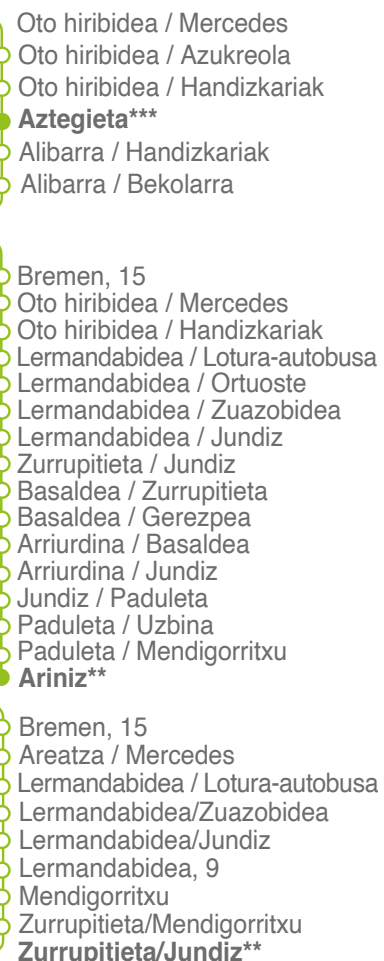 Oto hiribidea / Mercedes
Oto hiribidea / Azukreola
Oto hiribidea / Handizkariak
Aztegieta***
Alibarra / Handizkariak
Alibarra / Bekolarra
Bremen, 15
Oto hiribidea / Mercedes
Oto hiribidea / Handizkariak
Lermandabidea / Lotura-autobusa
Lermandabidea / Ortuoste
Lermandabidea / Zuazobidea
Lermandabidea / Jundiz
Zurrupitieta / Jundiz
Basaldea / Zurrupitieta
Basaldea / Gerezpea
Arriurdina / Basaldea
Arriurdina / Jundiz
Jundiz / Paduleta
Paduleta / Uzbina
Paduleta / Mendigorritxu
Ariniz**
Bremen, 15
Areatza / Mercedes
Lermandabidea / Lotura-autobusa
Lermandabidea/Zuazobidea
Lermandabidea/Jundiz
Lermandabidea, 9
Mendigorritxu
Zurrupitieta/Mendigorritxu
Zurrupitieta/Jundiz**